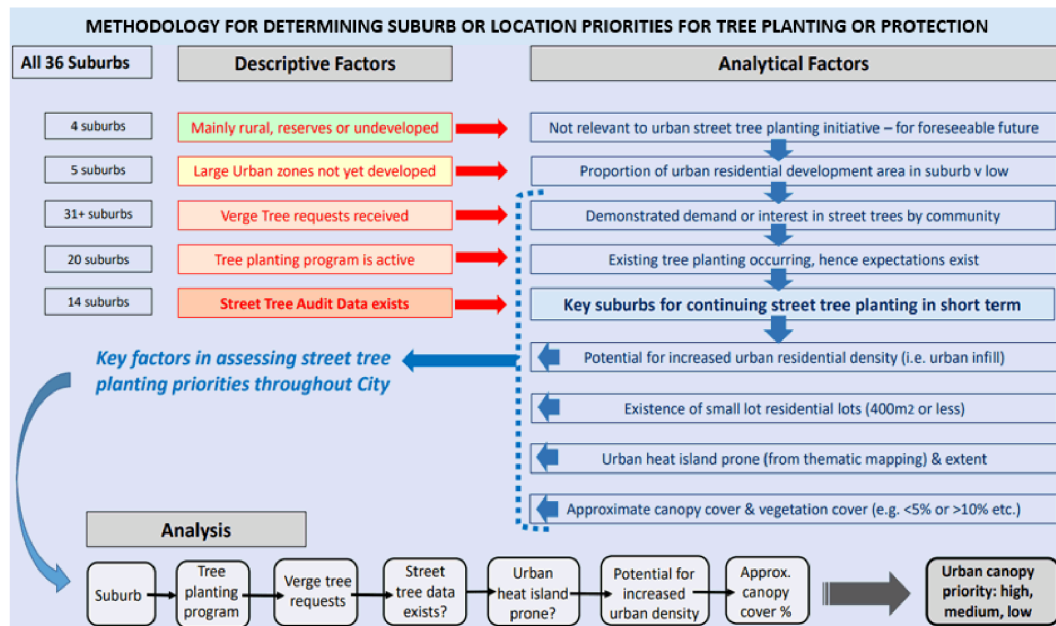 METHODOLOGY FOR DETERMINING SUBURB OR LOCATION PRIORITIES FOR TREE PLANTING OR PROTECTION
All 36 Suburbs
Descriptive Factors
Analytical Factors
4 suburbs
Mainly rural, reserves or undeveloped
Not relevant to urban street tree planting initiative – for foreseeable future
5 suburbs
Large Urban zones not yet developed
Proportion of urban residential development area in suburb v low
31+ suburbs
Verge Tree requests received
Demonstrated demand or interest in street trees by community
20 suburbs
Tree planting program is active
Existing tree planting occurring, hence expectations exist
14 suburbs
Street Tree Audit Data exists
Key suburbs for continuing street tree planting in short term
Key factors in assessing street tree
planting priorities throughout City
Potential for increased urban residential density (i.e. urban infill)
Existence of small lot residential lots (400m2 or less)
Urban heat island prone (from thematic mapping) & extent
Approximate canopy cover & vegetation cover (e.g. <5% or >10% etc.)
Analysis
Suburb
Tree
planting
program
Verge tree
requests
Street
tree data
exists?
Urban
heat island
prone?
Potential for
increased
urban density
Approx.
canopy
cover %
Urban canopy
priority: high,
medium, low